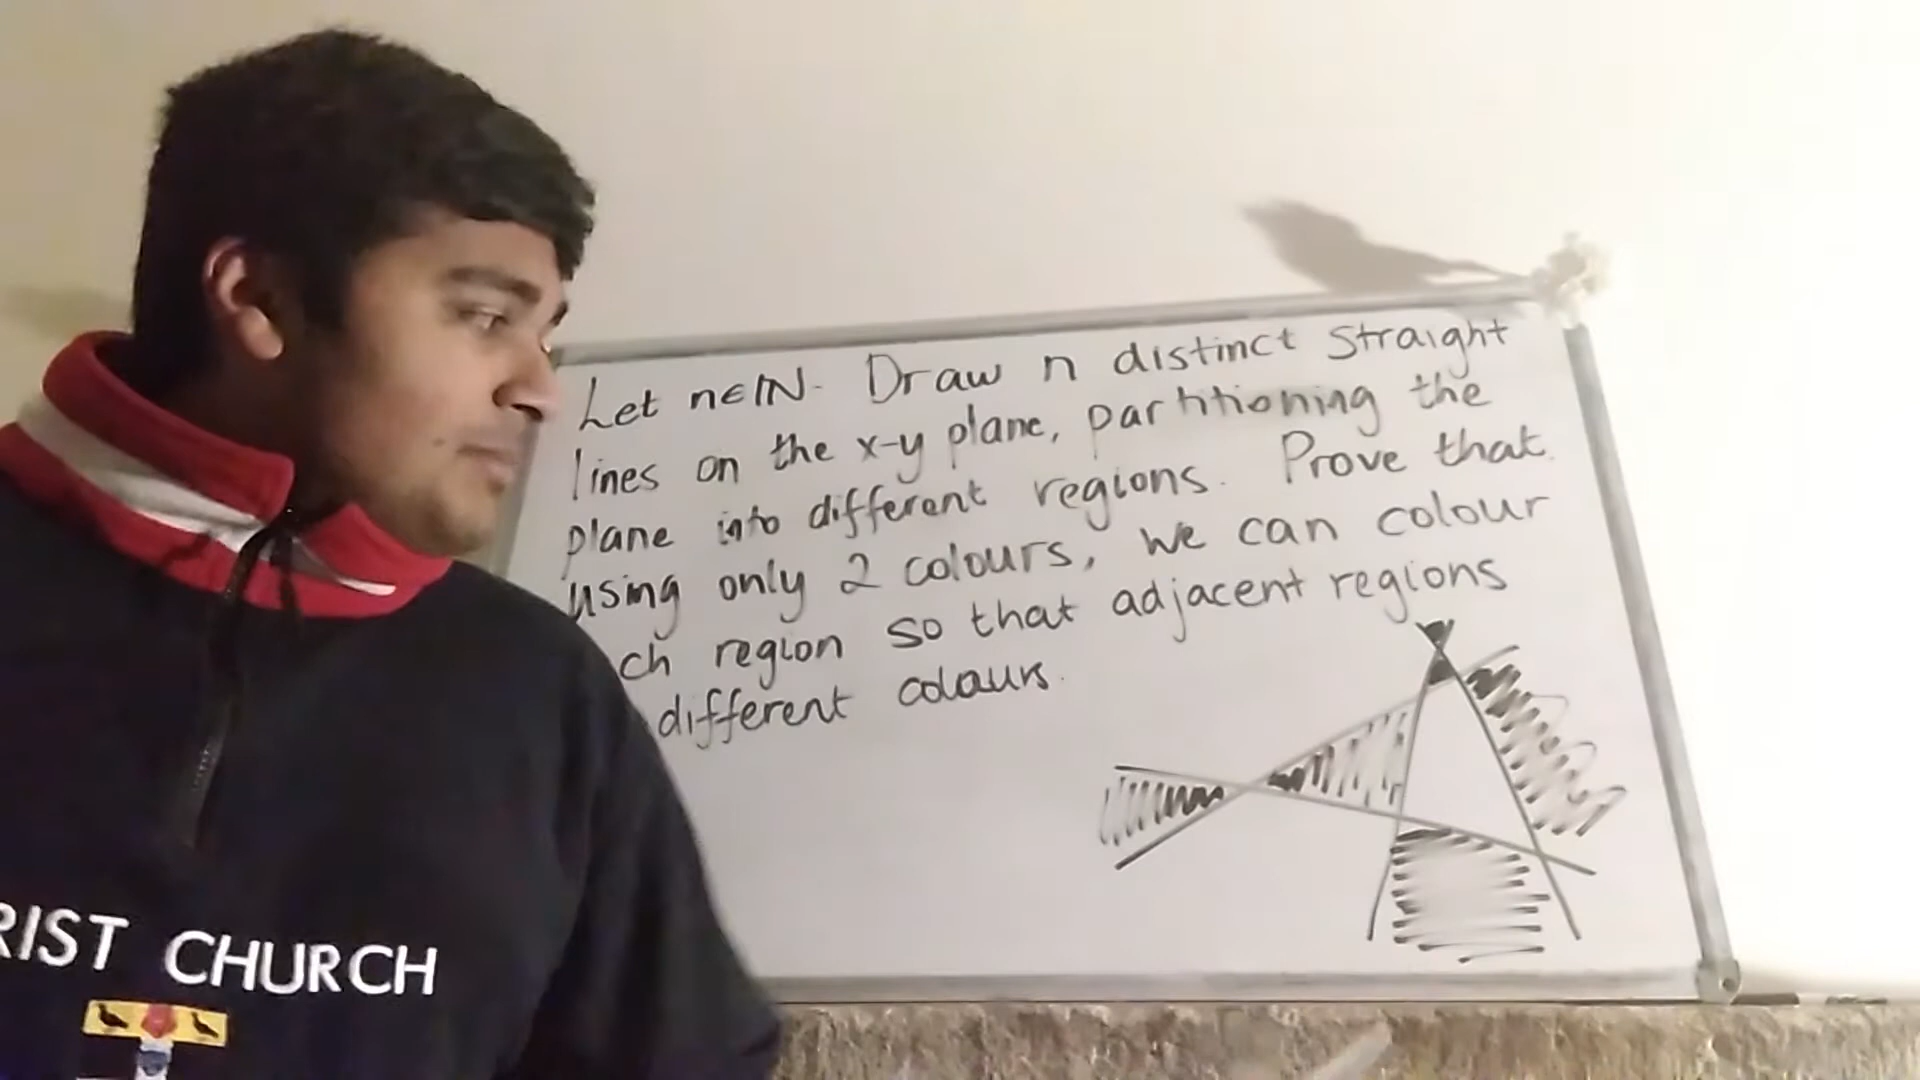 Let n∈ℕ. Draw n distinct straight
lines on the x-y plane, partitioning the
plane into different regions. Prove that
using only 2 colours, we can colour
ch region so that adjacent regions
different colours.
RIST CHURCH